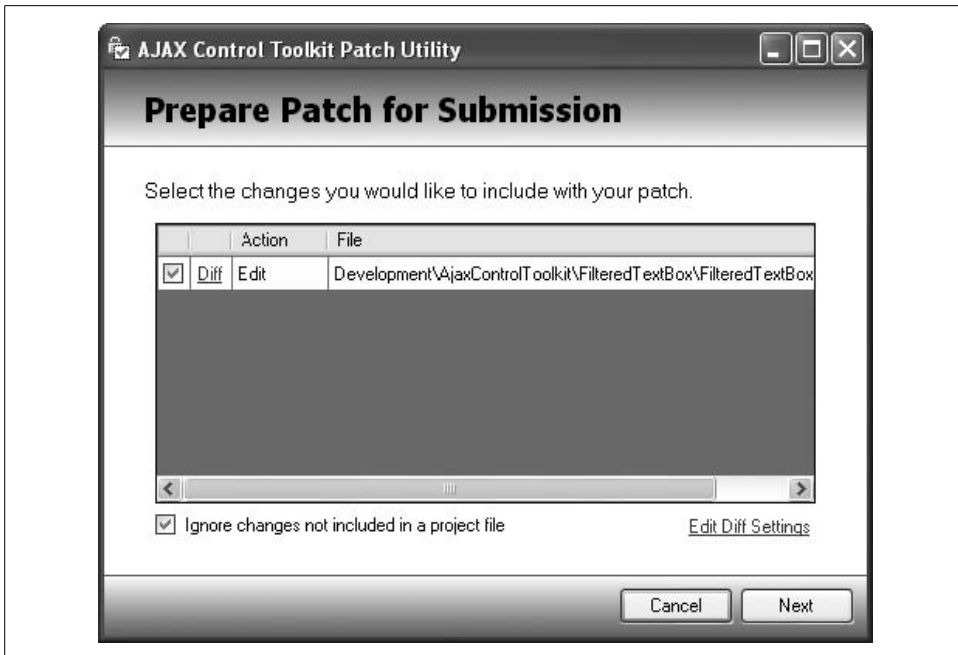 AJAX Control Toolkit Patch Utility
Prepare Patch for Submission
Select the changes you would like to include with your patch.
Action File
Diff Edit Development\AjaxControlToolkit\FilteredTextBox\FilteredTextBox
Ignore changes not included in a project file
Edit Diff Settings
Cancel Next